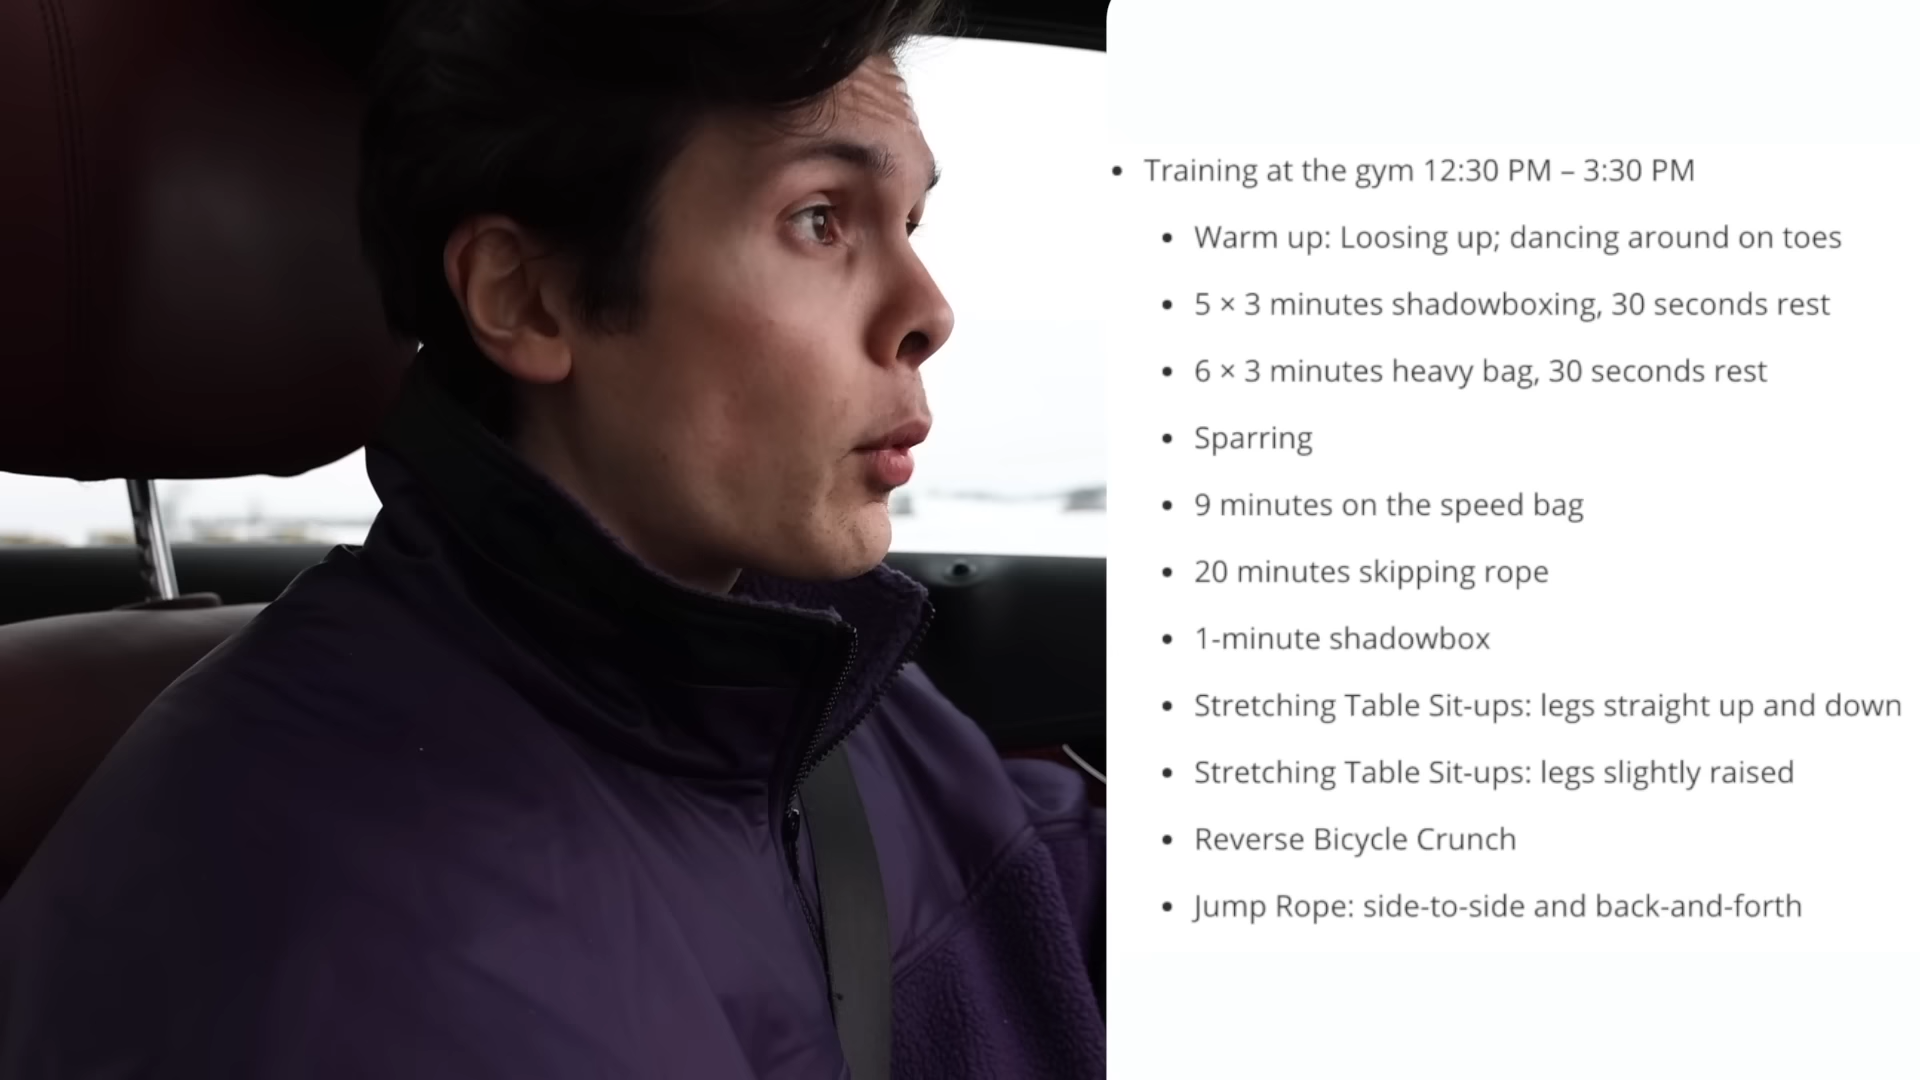 • Training at the gym 12:30 PM – 3:30 PM
• Warm up: Loosing up; dancing around on toes
• 5 × 3 minutes shadowboxing, 30 seconds rest
• 6 × 3 minutes heavy bag, 30 seconds rest
• Sparring
• 9 minutes on the speed bag
• 20 minutes skipping rope
• 1-minute shadowbox
• Stretching Table Sit-ups: legs straight up and down
• Stretching Table Sit-ups: legs slightly raised
• Reverse Bicycle Crunch
• Jump Rope: side-to-side and back-and-forth